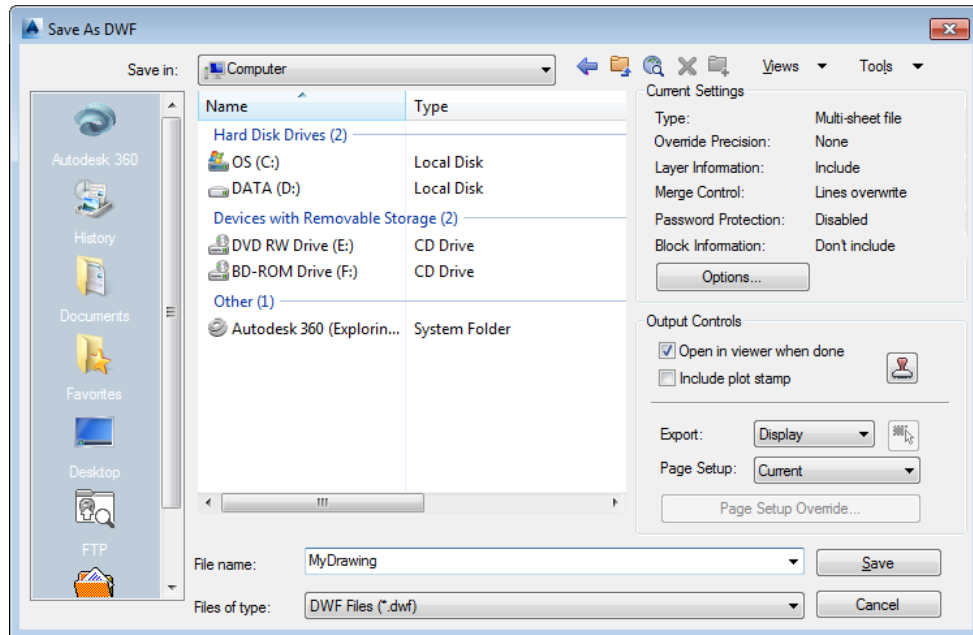 Save As DWF
Save in:
Computer
Views
Tools
Autodesk 360
History
Documents
Favorites
Desktop
FTP
Name
Type
Hard Disk Drives (2)
OS (C:)
Local Disk
DATA (D:)
Local Disk
Devices with Removable Storage (2)
DVD RW Drive (E:)
CD Drive
BD-ROM Drive (F:)
CD Drive
Other (1)
Autodesk 360 (Explorin...
System Folder
Current Settings
Type:
Multi-sheet file
Override Precision:
None
Layer Information:
Include
Merge Control:
Lines overwrite
Password Protection:
Disabled
Block Information:
Don't include
Options...
Output Controls
Open in viewer when done
Include plot stamp
Export:
Display
Page Setup:
Current
Page Setup Override...
File name:
MyDrawing
Save
Files of type:
DWF Files (*.dwf)
Cancel